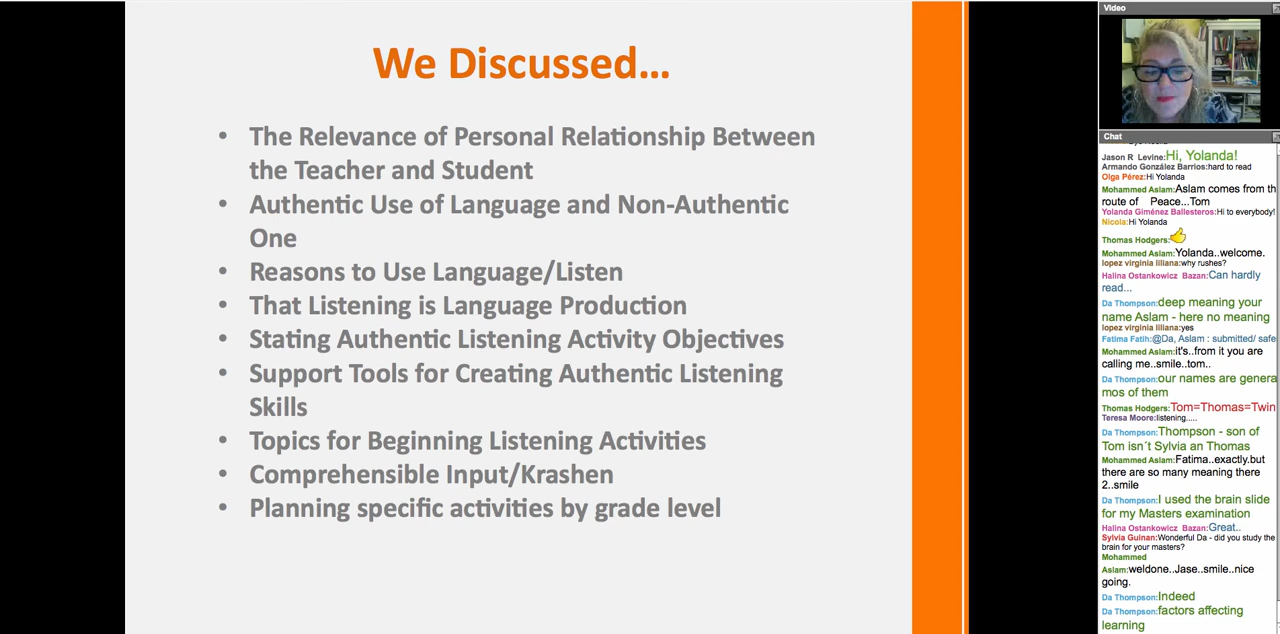 We Discussed...
• The Relevance of Personal Relationship Between
the Teacher and Student
• Authentic Use of Language and Non-Authentic
One
• Reasons to Use Language/Listen
• That Listening is Language Production
• Stating Authentic Listening Activity Objectives
• Support Tools for Creating Authentic Listening
Skills
• Topics for Beginning Listening Activities
• Comprehensible Input/Krashen
• Planning specific activities by grade level
Video
Chat
Jason R Levine:Hi, Yolanda!
Armando González Barrios:hard to read
Olga Pérez:Hi Yolanda
Mohammed Aslam:Aslam comes from th
route of Peace...Tom
Yolanda Giménez Ballesteros:Hi to everybody!
Nicola:Hi Yolanda
Thomas Hodgers:
Mohammed Aslam:Yolanda..welcome.
lopez virginia liliana:why rushes?
Halina Ostankowicz Bazan:Can hardly
read...
Da Thompson:deep meaning your
name Aslam - here no meaning
lopez virginia liliana:yes
Fatima Fatih:@Da, Aslam : submitted/ safe
Mohammed Aslam:it's..from it you are
calling me..smile..tom..
Da Thompson:our names are genera
mos of them
Thomas Hodgers:Tom=Thomas=Twin
Teresa Moore:listening.....
Da Thompson:Thompson - son of
Tom isn´t Sylvia an Thomas
Mohammed Aslam:Fatima..exactly.but
there are so many meaning there
2..smile
Da Thompson:I used the brain slide
for my Masters examination
Halina Ostankowicz Bazan:Great..
Sylvia Guinan:Wonderful Da - did you study the
brain for your masters?
Mohammed
Aslam:weldone..Jase..smile..nice
going.
Da Thompson:Indeed
Da Thompson:factors affecting
learning